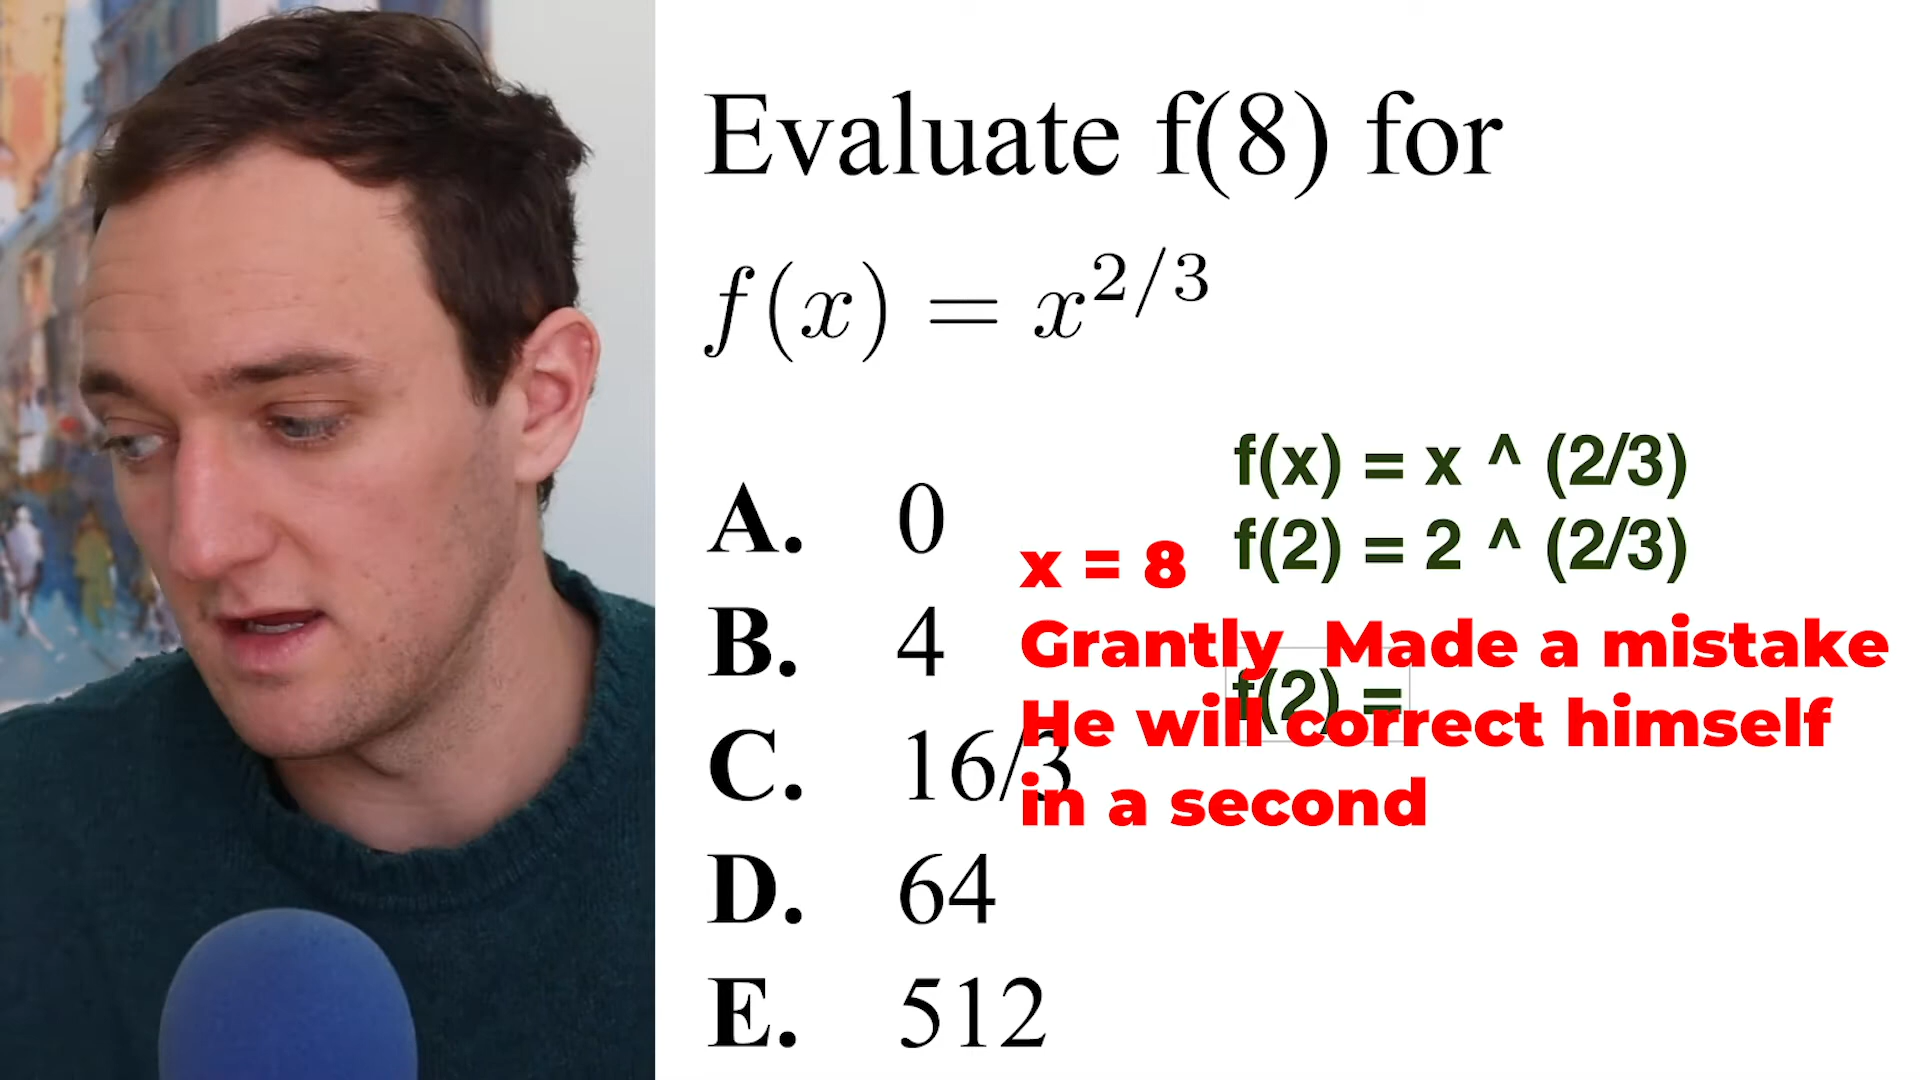 Evaluate f(8) for
f(x) = x^{2/3}
A. 0
B. 4
C. 16/3
D. 64
E. 512
f(x) = x ^ (2/3)
f(2) = 2 ^ (2/3)
f(2) =
x = 8
Grantly Made a mistake
He will correct himself
in a second